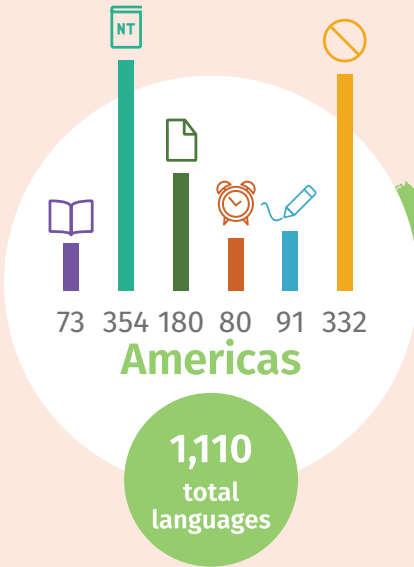 NT
73 354 180 80 91 332
Americas
1,110
total
languages